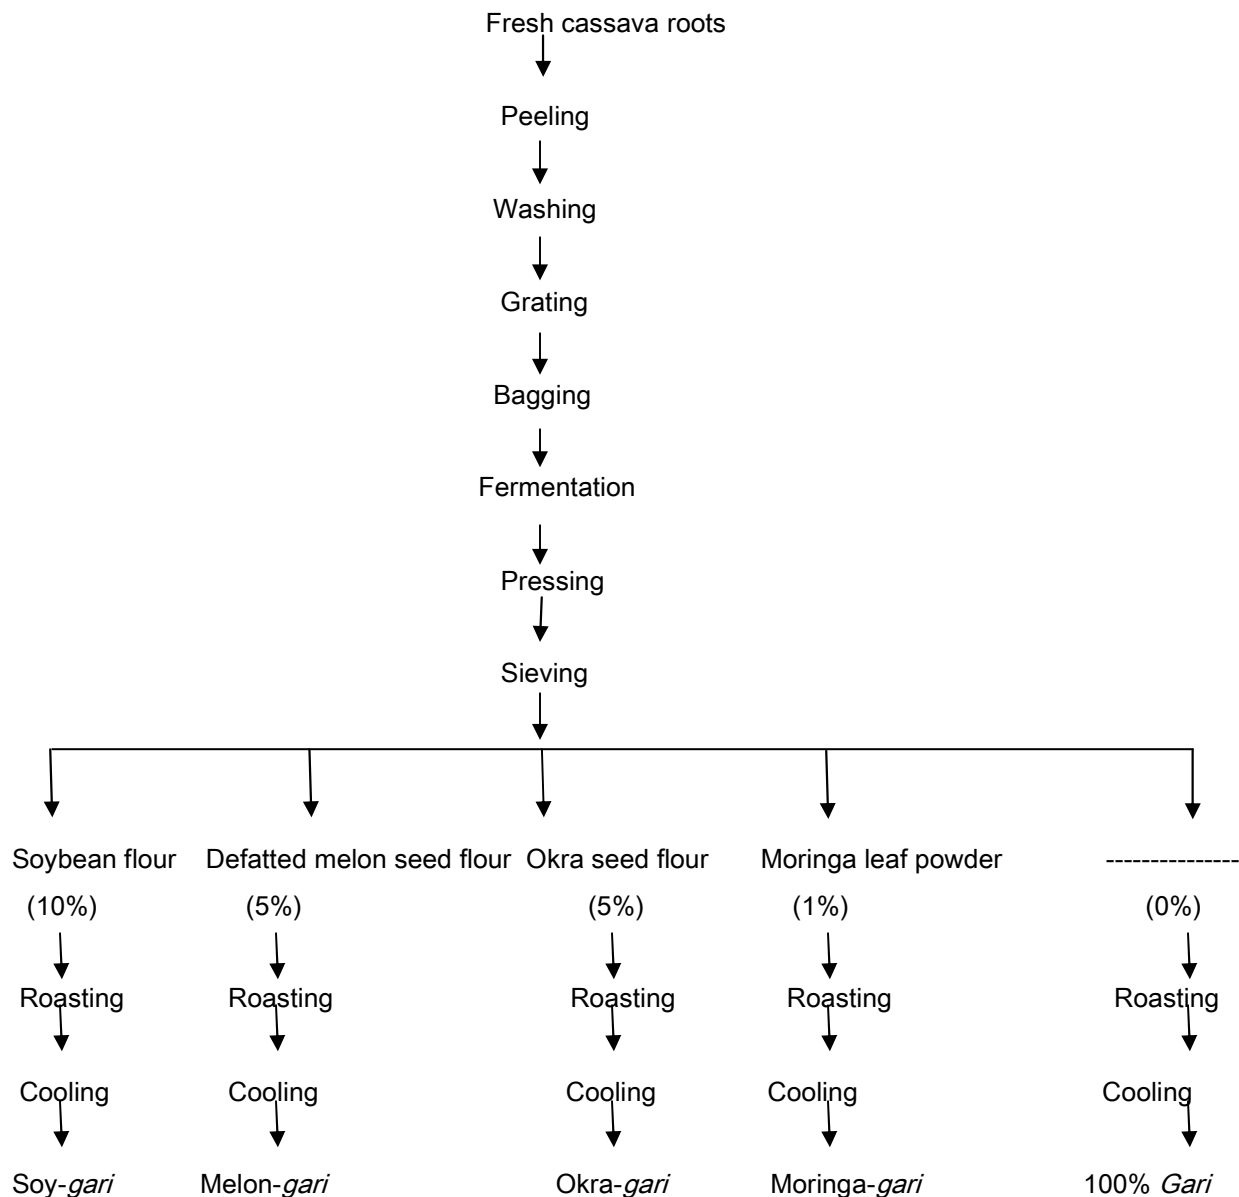 Fresh cassava roots
Peeling
Washing
Grating
Bagging
Fermentation
Pressing
Sieving
Soybean flour Defatted melon seed flour Okra seed flour Moringa leaf powder ---------------
(10%) (5%) (5%) (1%) (0%)
Roasting Roasting Roasting Roasting Roasting
Cooling Cooling Cooling Cooling Cooling
Soy-gari Melon-gari Okra-gari Moringa-gari 100% Gari